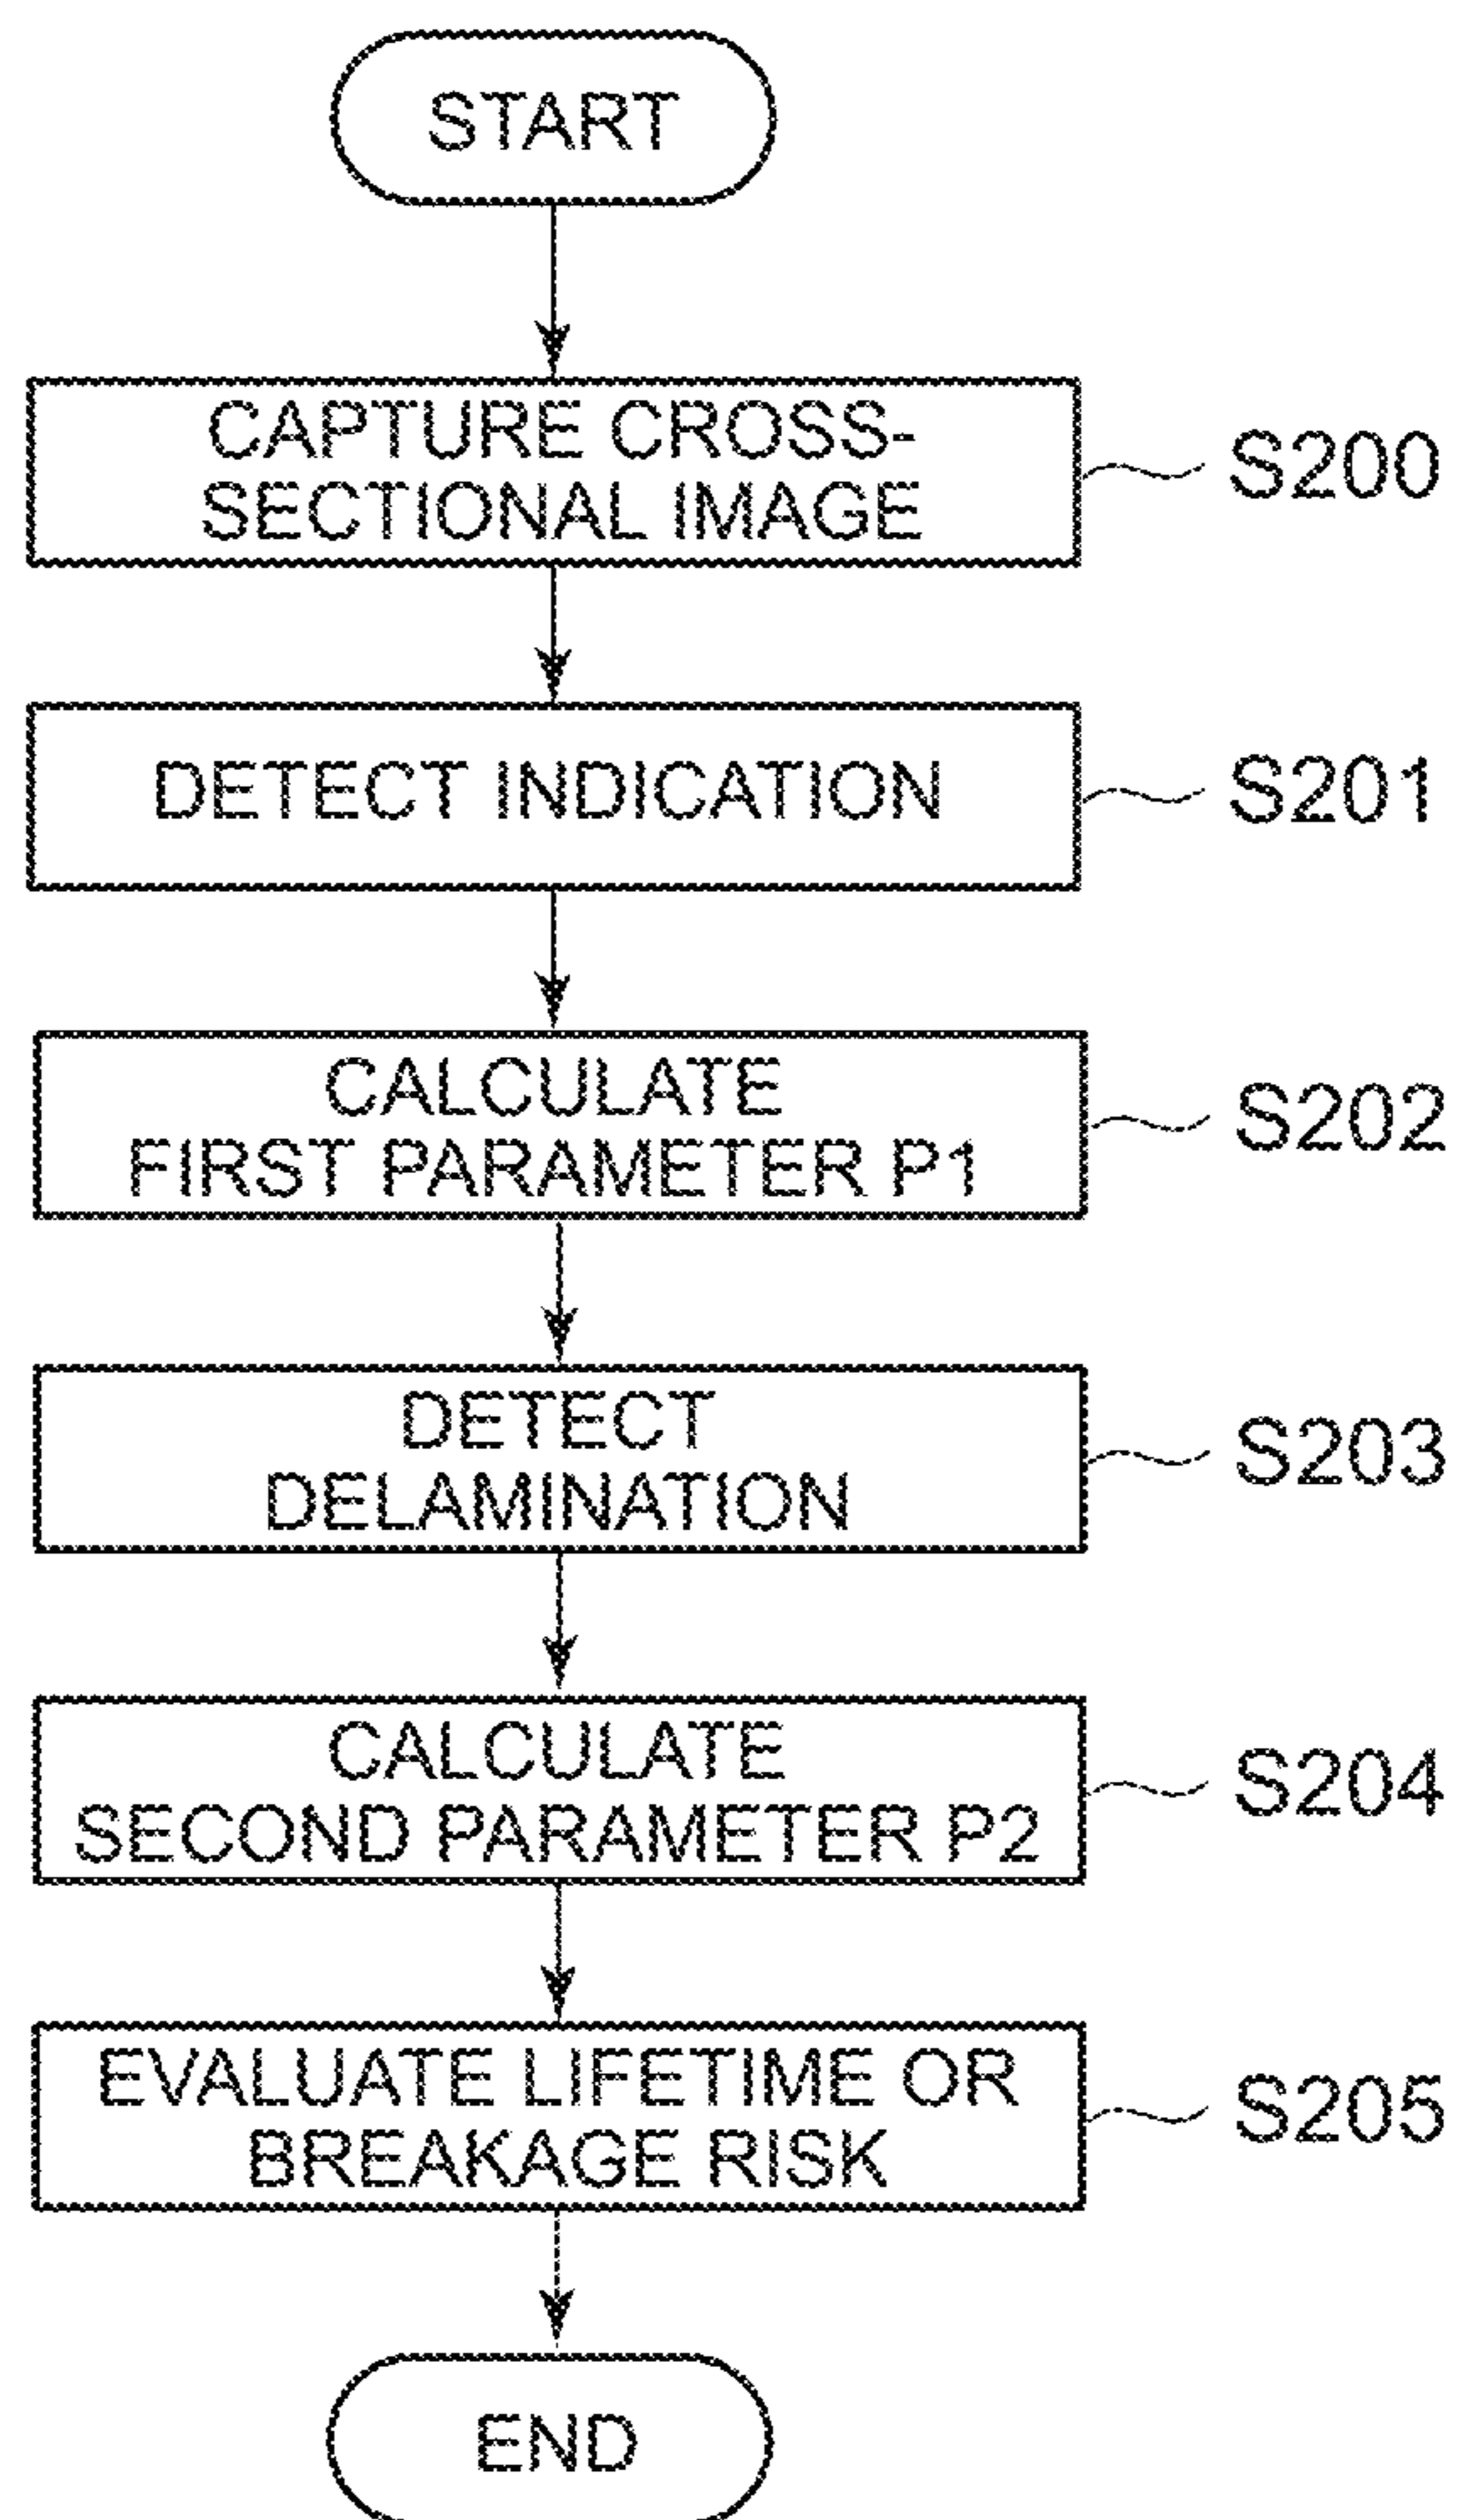 START
CAPTURE CROSS-
SECTIONAL IMAGE
S200
DETECT INDICATION
S201
CALCULATE
FIRST PARAMETER P1
S202
DETECT
DELAMINATION
S203
CALCULATE
SECOND PARAMETER P2
S204
EVALUATE LIFETIME OR
BREAKAGE RISK
S205
END